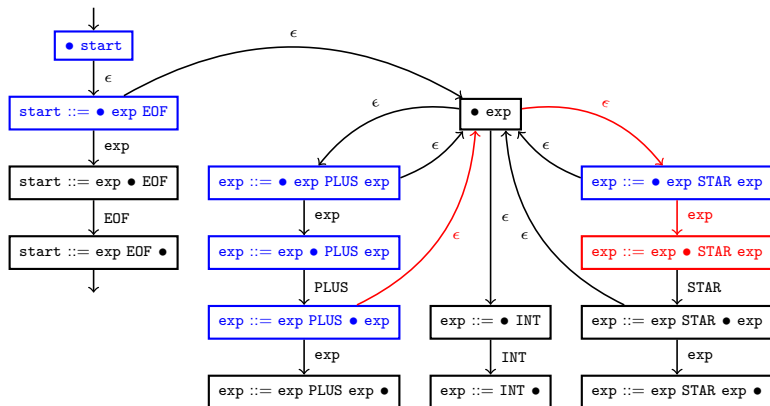 ● start
ϵ
ϵ
start ::= ● exp EOF
● exp
ϵ
ϵ
exp
ϵ
ϵ
start ::= exp ● EOF
exp ::= ● exp PLUS exp
exp ::= ● exp STAR exp
EOF
exp
ϵ
exp
start ::= exp EOF ●
exp ::= exp ● PLUS exp
ϵ
ϵ
exp ::= exp ● STAR exp
PLUS
STAR
exp ::= exp PLUS ● exp
exp ::= ● INT
exp ::= exp STAR ● exp
exp
INT
exp
exp ::= exp PLUS exp ●
exp ::= INT ●
exp ::= exp STAR exp ●